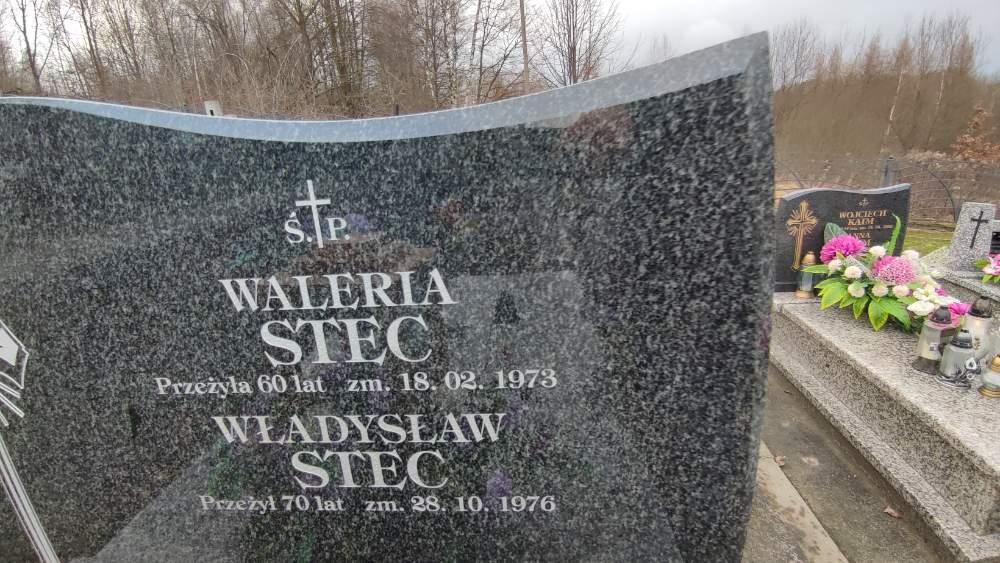 Ś.P.
WALERIA
STEC
Przeżyła 60 lat zm. 18. 02. 1973
WŁADYSŁAW
STEC
Przeżył 70 lat zm. 28. 10. 1976
WOJCIECH
KAIM